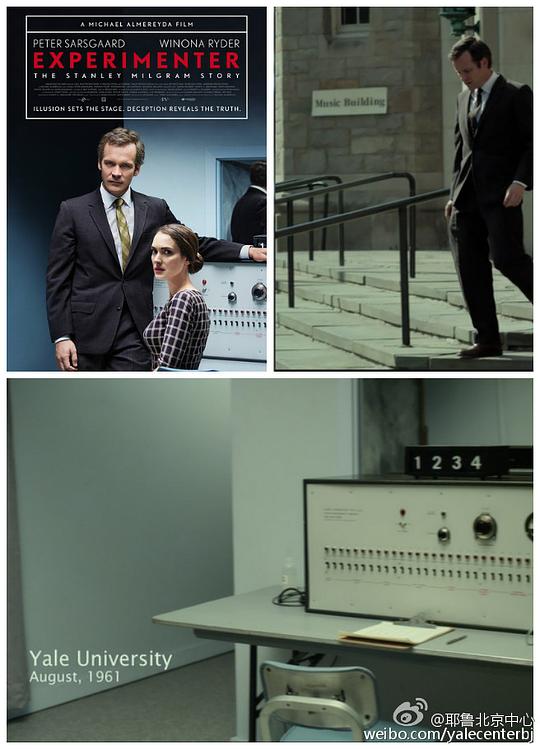 A MICHAEL ALMEREYDA FILM
PETER SARSGAARD WINONA RYDER
EXPERIMENTER
THE STANLEY MILGRAM STORY
ILLUSION SETS THE STAGE. DECEPTION REVEALS THE TRUTH.
Music Building
1 2 3 4
Yale University
August, 1961
@耶鲁北京中心
weibo.com/yalecenterbj